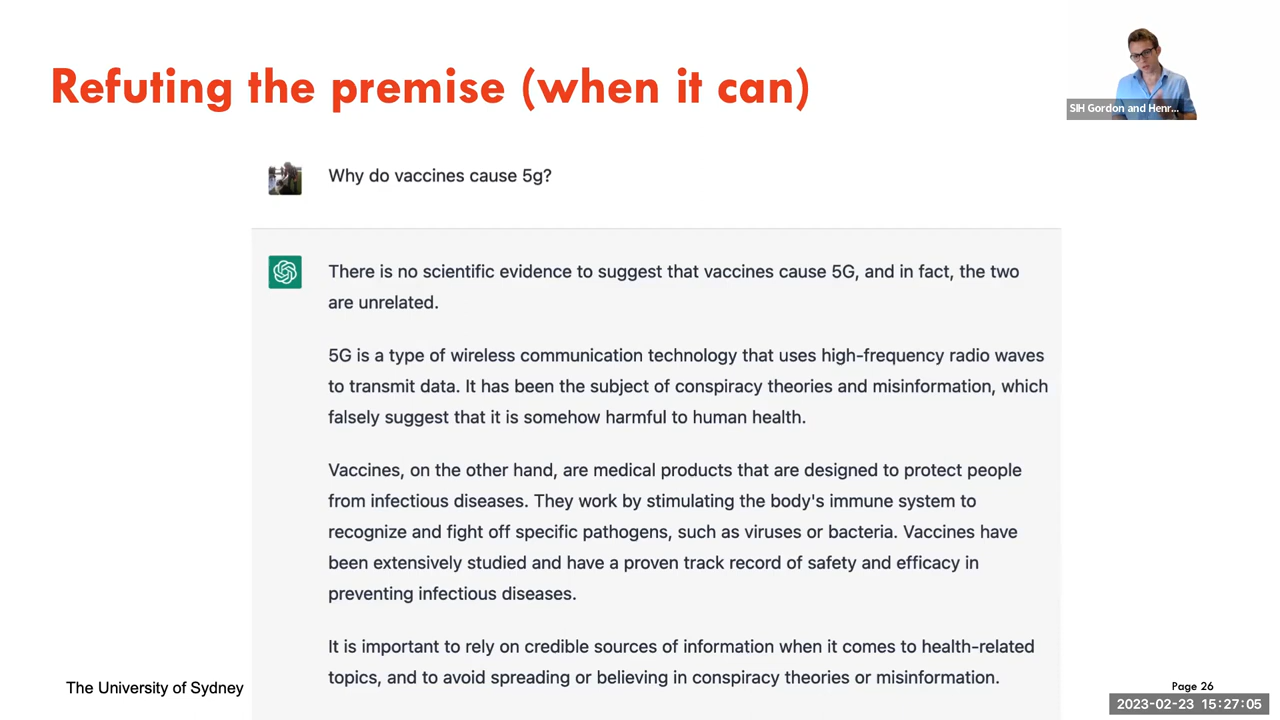 Refuting the premise (when it can)
SIH Gordon and Henr...
Why do vaccines cause 5g?
There is no scientific evidence to suggest that vaccines cause 5G, and in fact, the two
are unrelated.
5G is a type of wireless communication technology that uses high-frequency radio waves
to transmit data. It has been the subject of conspiracy theories and misinformation, which
falsely suggest that it is somehow harmful to human health.
Vaccines, on the other hand, are medical products that are designed to protect people
from infectious diseases. They work by stimulating the body's immune system to
recognize and fight off specific pathogens, such as viruses or bacteria. Vaccines have
been extensively studied and have a proven track record of safety and efficacy in
preventing infectious diseases.
It is important to rely on credible sources of information when it comes to health-related
topics, and to avoid spreading or believing in conspiracy theories or misinformation.
The University of Sydney
Page 26
2023-02-23 15:27:05